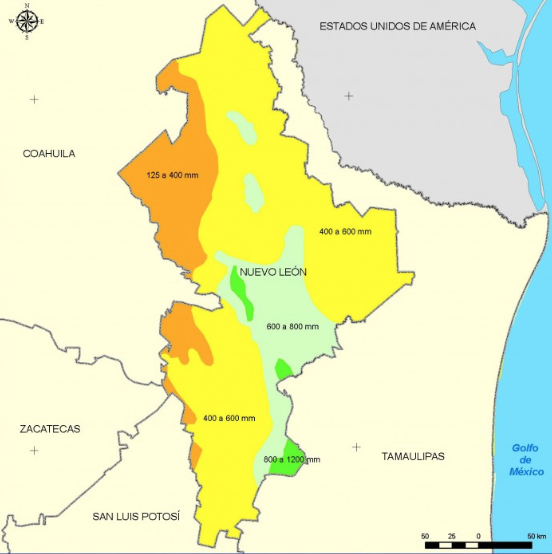 N
W E
S
ESTADOS UNIDOS DE AMÉRICA
COAHUILA
125 a 400 mm
400 a 600 mm
NUEVO LEÓN
600 a 800 mm
400 a 600 mm
ZACATECAS
800 a 1200 mm
TAMAULIPAS
Golfo
de
México
SAN LUIS POTOSÍ
50 25 0 50 km